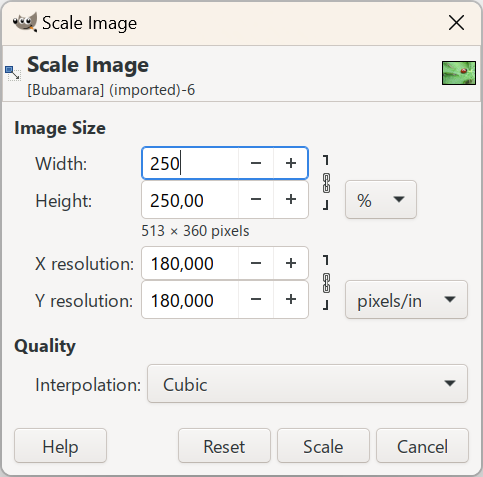 Scale Image
Scale Image
[Bubamara] (imported)-6
Image Size
Width: 250
Height: 250,00 %
513 × 360 pixels
X resolution: 180,000
Y resolution: 180,000 pixels/in
Quality
Interpolation: Cubic
Help Reset Scale Cancel